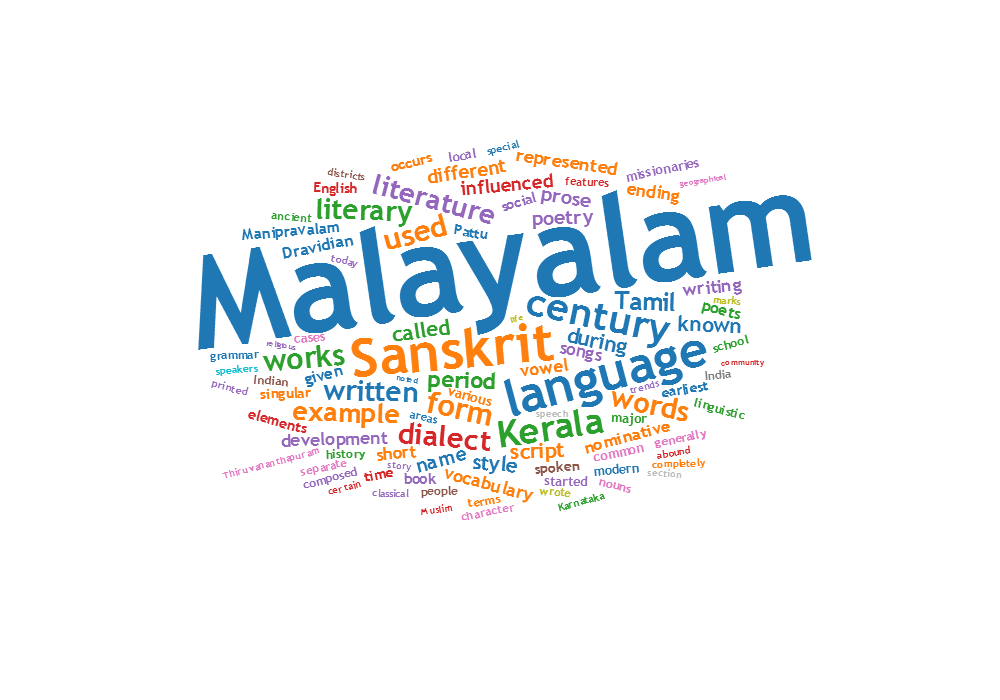 special
local
occurs
represented
missionaries
districts
different
geographical
English
literature
influenced
features
ending
social
prose
ancient
literary
poetry
Manipravalam
used
Pattu
Dravidian
today
Malayalam
writing
marks
century
Tamil
poets
life
known
called
during
cases
religious
school
grammar
works
Sanskrit
songs
community
speakers
given
vowel
language
India
Indian
noted
period
trends
earliest
printed
singular
written
various
words
linguistic
example
form
areas
speech
major
elements
Kerala
dialect
nominative
development
generally
history
short
script
common
abound
Thiruvananthapuram
separate
story
name
style
spoken
modern
completely
section
composed
time
book
vocabulary
started
nouns
certain
classical
people
wrote
terms
Karnataka
Muslim
character